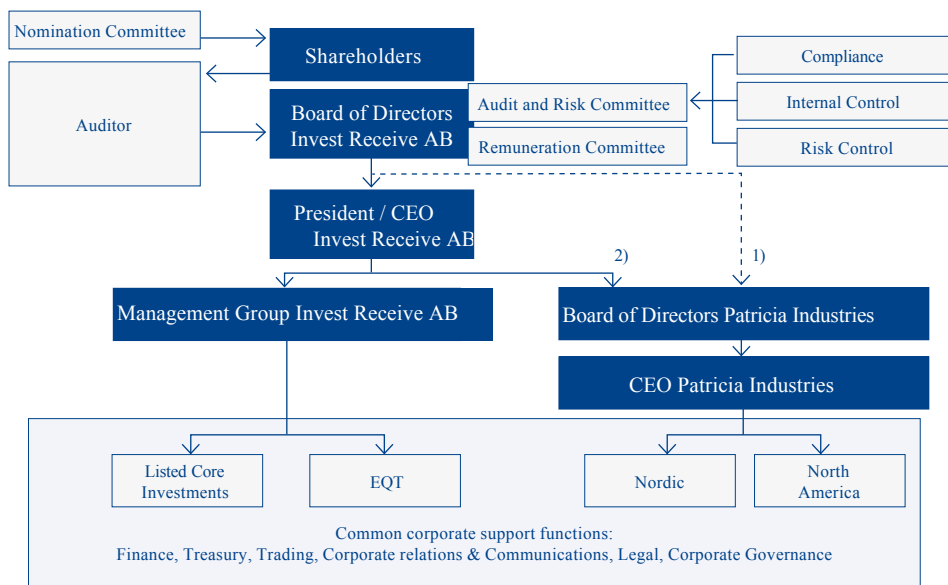 Nomination Committee
Shareholders
Compliance
Auditor
Board of Directors
Invest Receive AB
Audit and Risk Committee
Internal Control
Remuneration Committee
Risk Control
President / CEO
Invest Receive AB
2)
1)
Management Group Invest Receive AB
Board of Directors Patricia Industries
CEO Patricia Industries
Listed Core
Investments
EQT
Nordic
North
America
Common corporate support functions:
Finance, Treasury, Trading, Corporate relations & Communications, Legal, Corporate Governance